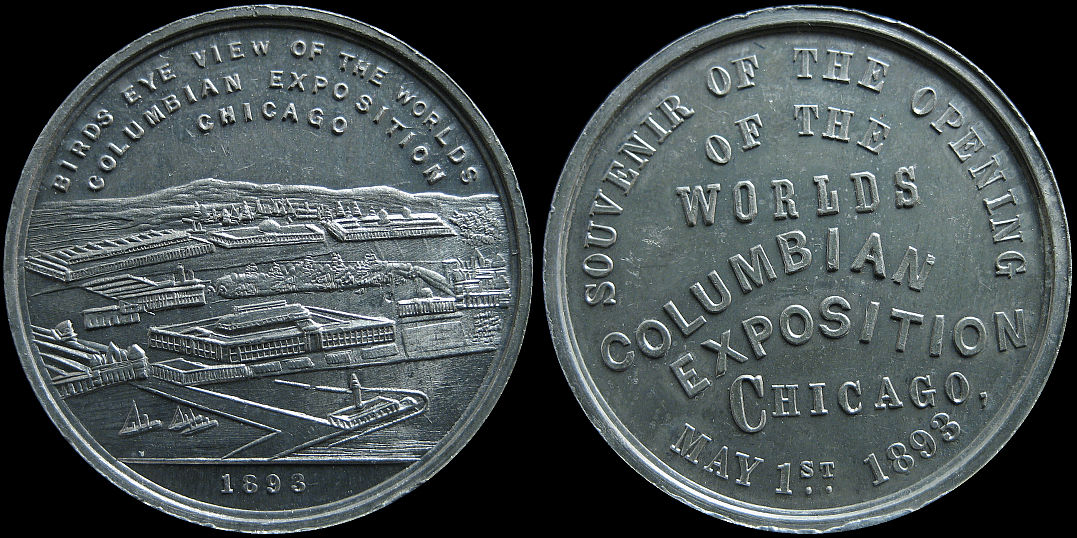 BIRDS EYE VIEW OF THE WORLDS
COLUMBIAN EXPOSITION
CHICAGO
1893
SOUVENIR OF THE OPENING
OF THE
WORLDS
COLUMBIAN
EXPOSITION
CHICAGO,
MAY 1ST. 1893